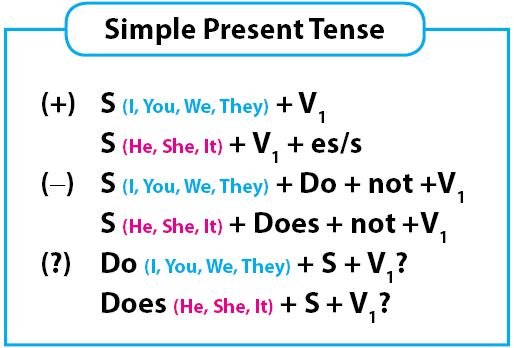 Simple Present Tense
(+) S (I, You, We, They) + V₁
S (He, She, It) + V₁ + es/s
(–) S (I, You, We, They) + Do + not +V₁
S (He, She, It) + Does + not +V₁
(?) Do (I, You, We, They) + S + V₁?
Does (He, She, It) + S + V₁?